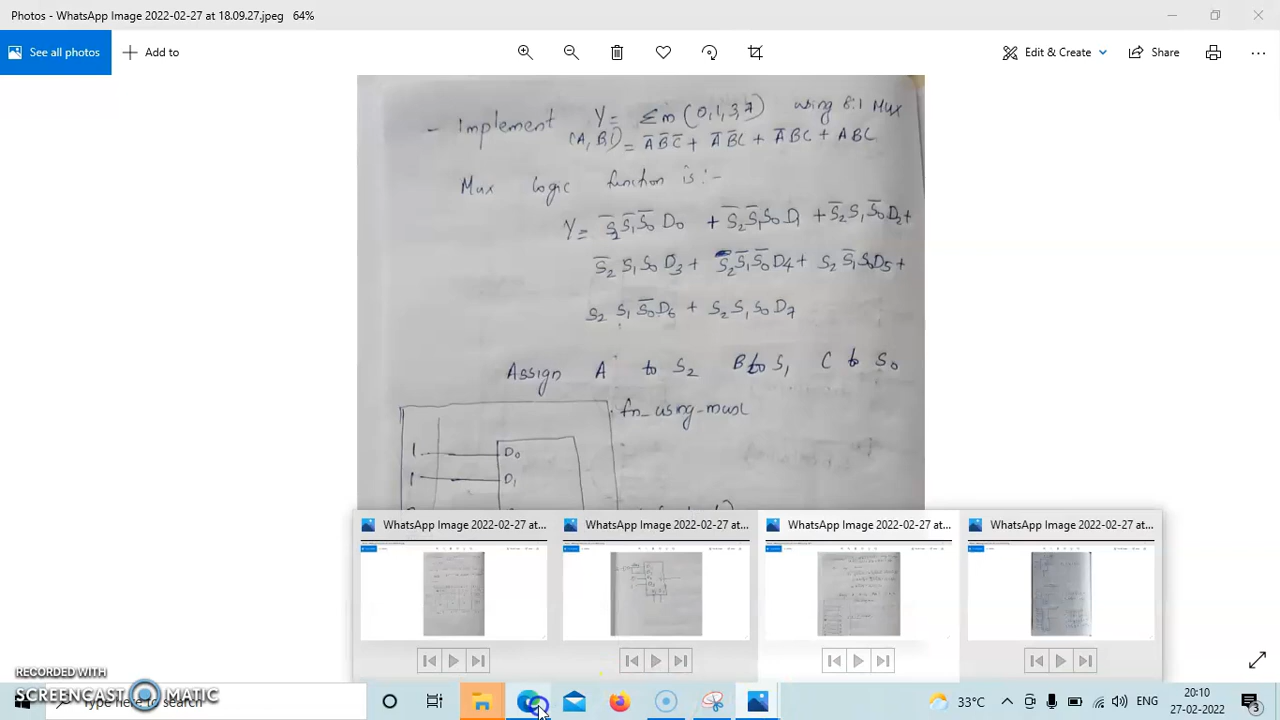 Photos - WhatsApp Image 2022-02-27 at 18.09.27.jpeg 64%
See all photos
Add to
Edit & Create
Share
- Implement Y = Σm (0,1,3,7) using 8:1 Mux
(A, B,C) = A̅B̅C̅ + A̅B̅C + A̅BC + ABC
Mux logic function is :-
Y = S̅₂S̅₁S̅₀D₀ + S̅₂S̅₁S₀D₁ + S̅₂S₁S̅₀D₂ +
S̅₂S₁S₀D₃ + S₂S̅₁S̅₀D₄ + S₂S̅₁S₀D₅ +
S₂S₁S̅₀D₆ + S₂S₁S₀D₇
Assign A to S₂ B to S₁ C to S₀
fn_using_mux
1 D₀
1 D₁
WhatsApp Image 2022-02-27 at...
WhatsApp Image 2022-02-27 at...
WhatsApp Image 2022-02-27 at...
WhatsApp Image 2022-02-27 at...
RECORDED WITH
SCREENCAST MATIC
Type here to search
33°C
ENG
20:10
27-02-2022
3